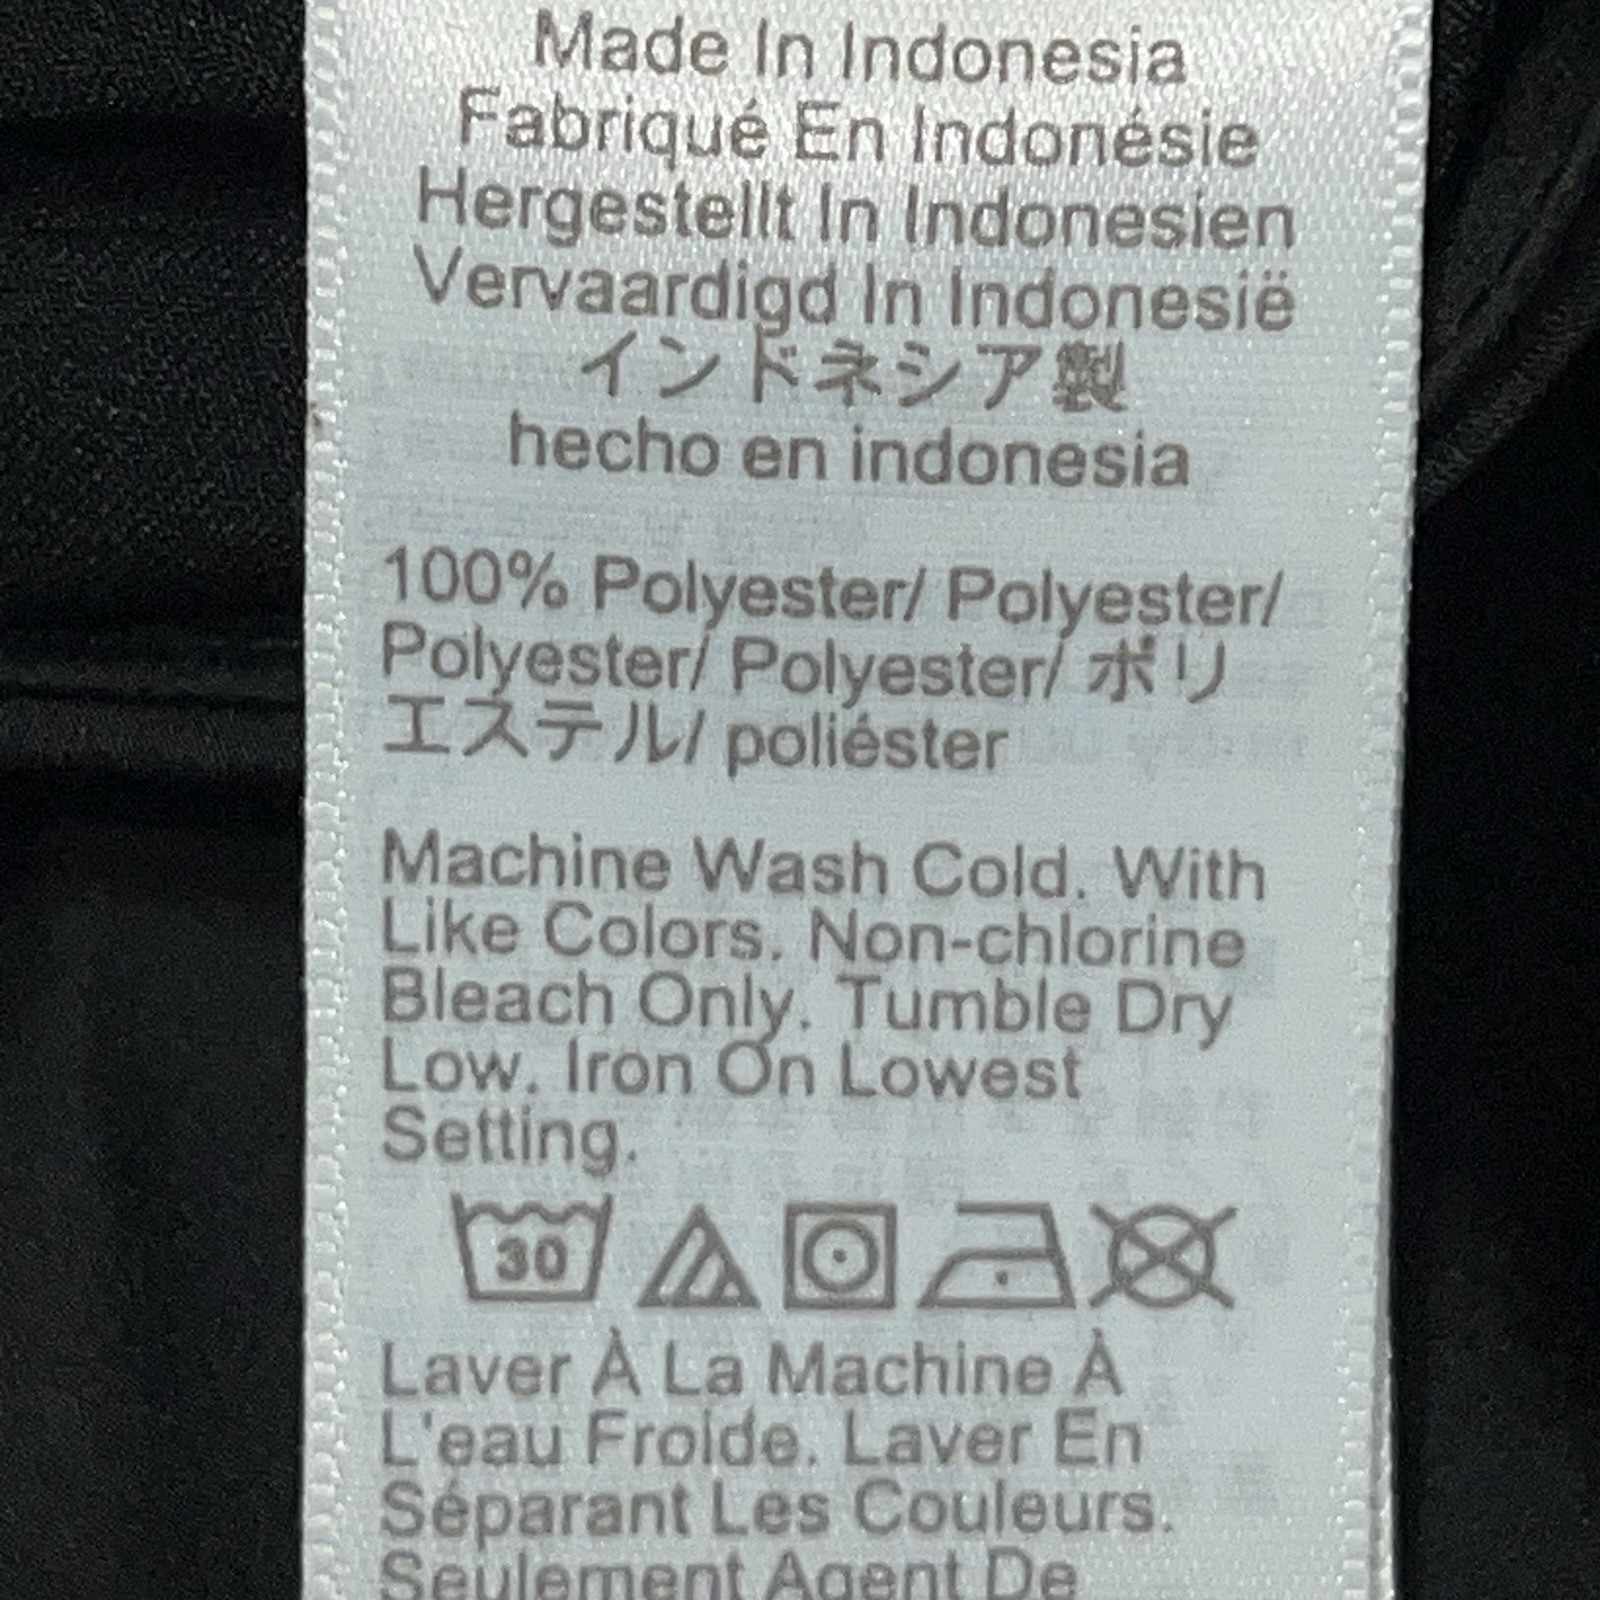 Made In Indonesia
Fabriqué En Indonésie
Hergestellt In Indonesien
Vervaardigd In Indonesië
インドネシア製
hecho en indonesia
100% Polyester/ Polyester/
Polyester/ Polyester/ ポリ
エステル/ poliéster
Machine Wash Cold. With
Like Colors. Non-chlorine
Bleach Only. Tumble Dry
Low. Iron On Lowest
Setting.
30
Laver À La Machine À
L'eau Froide. Laver En
Séparant Les Couleurs.
Seulement Agent De